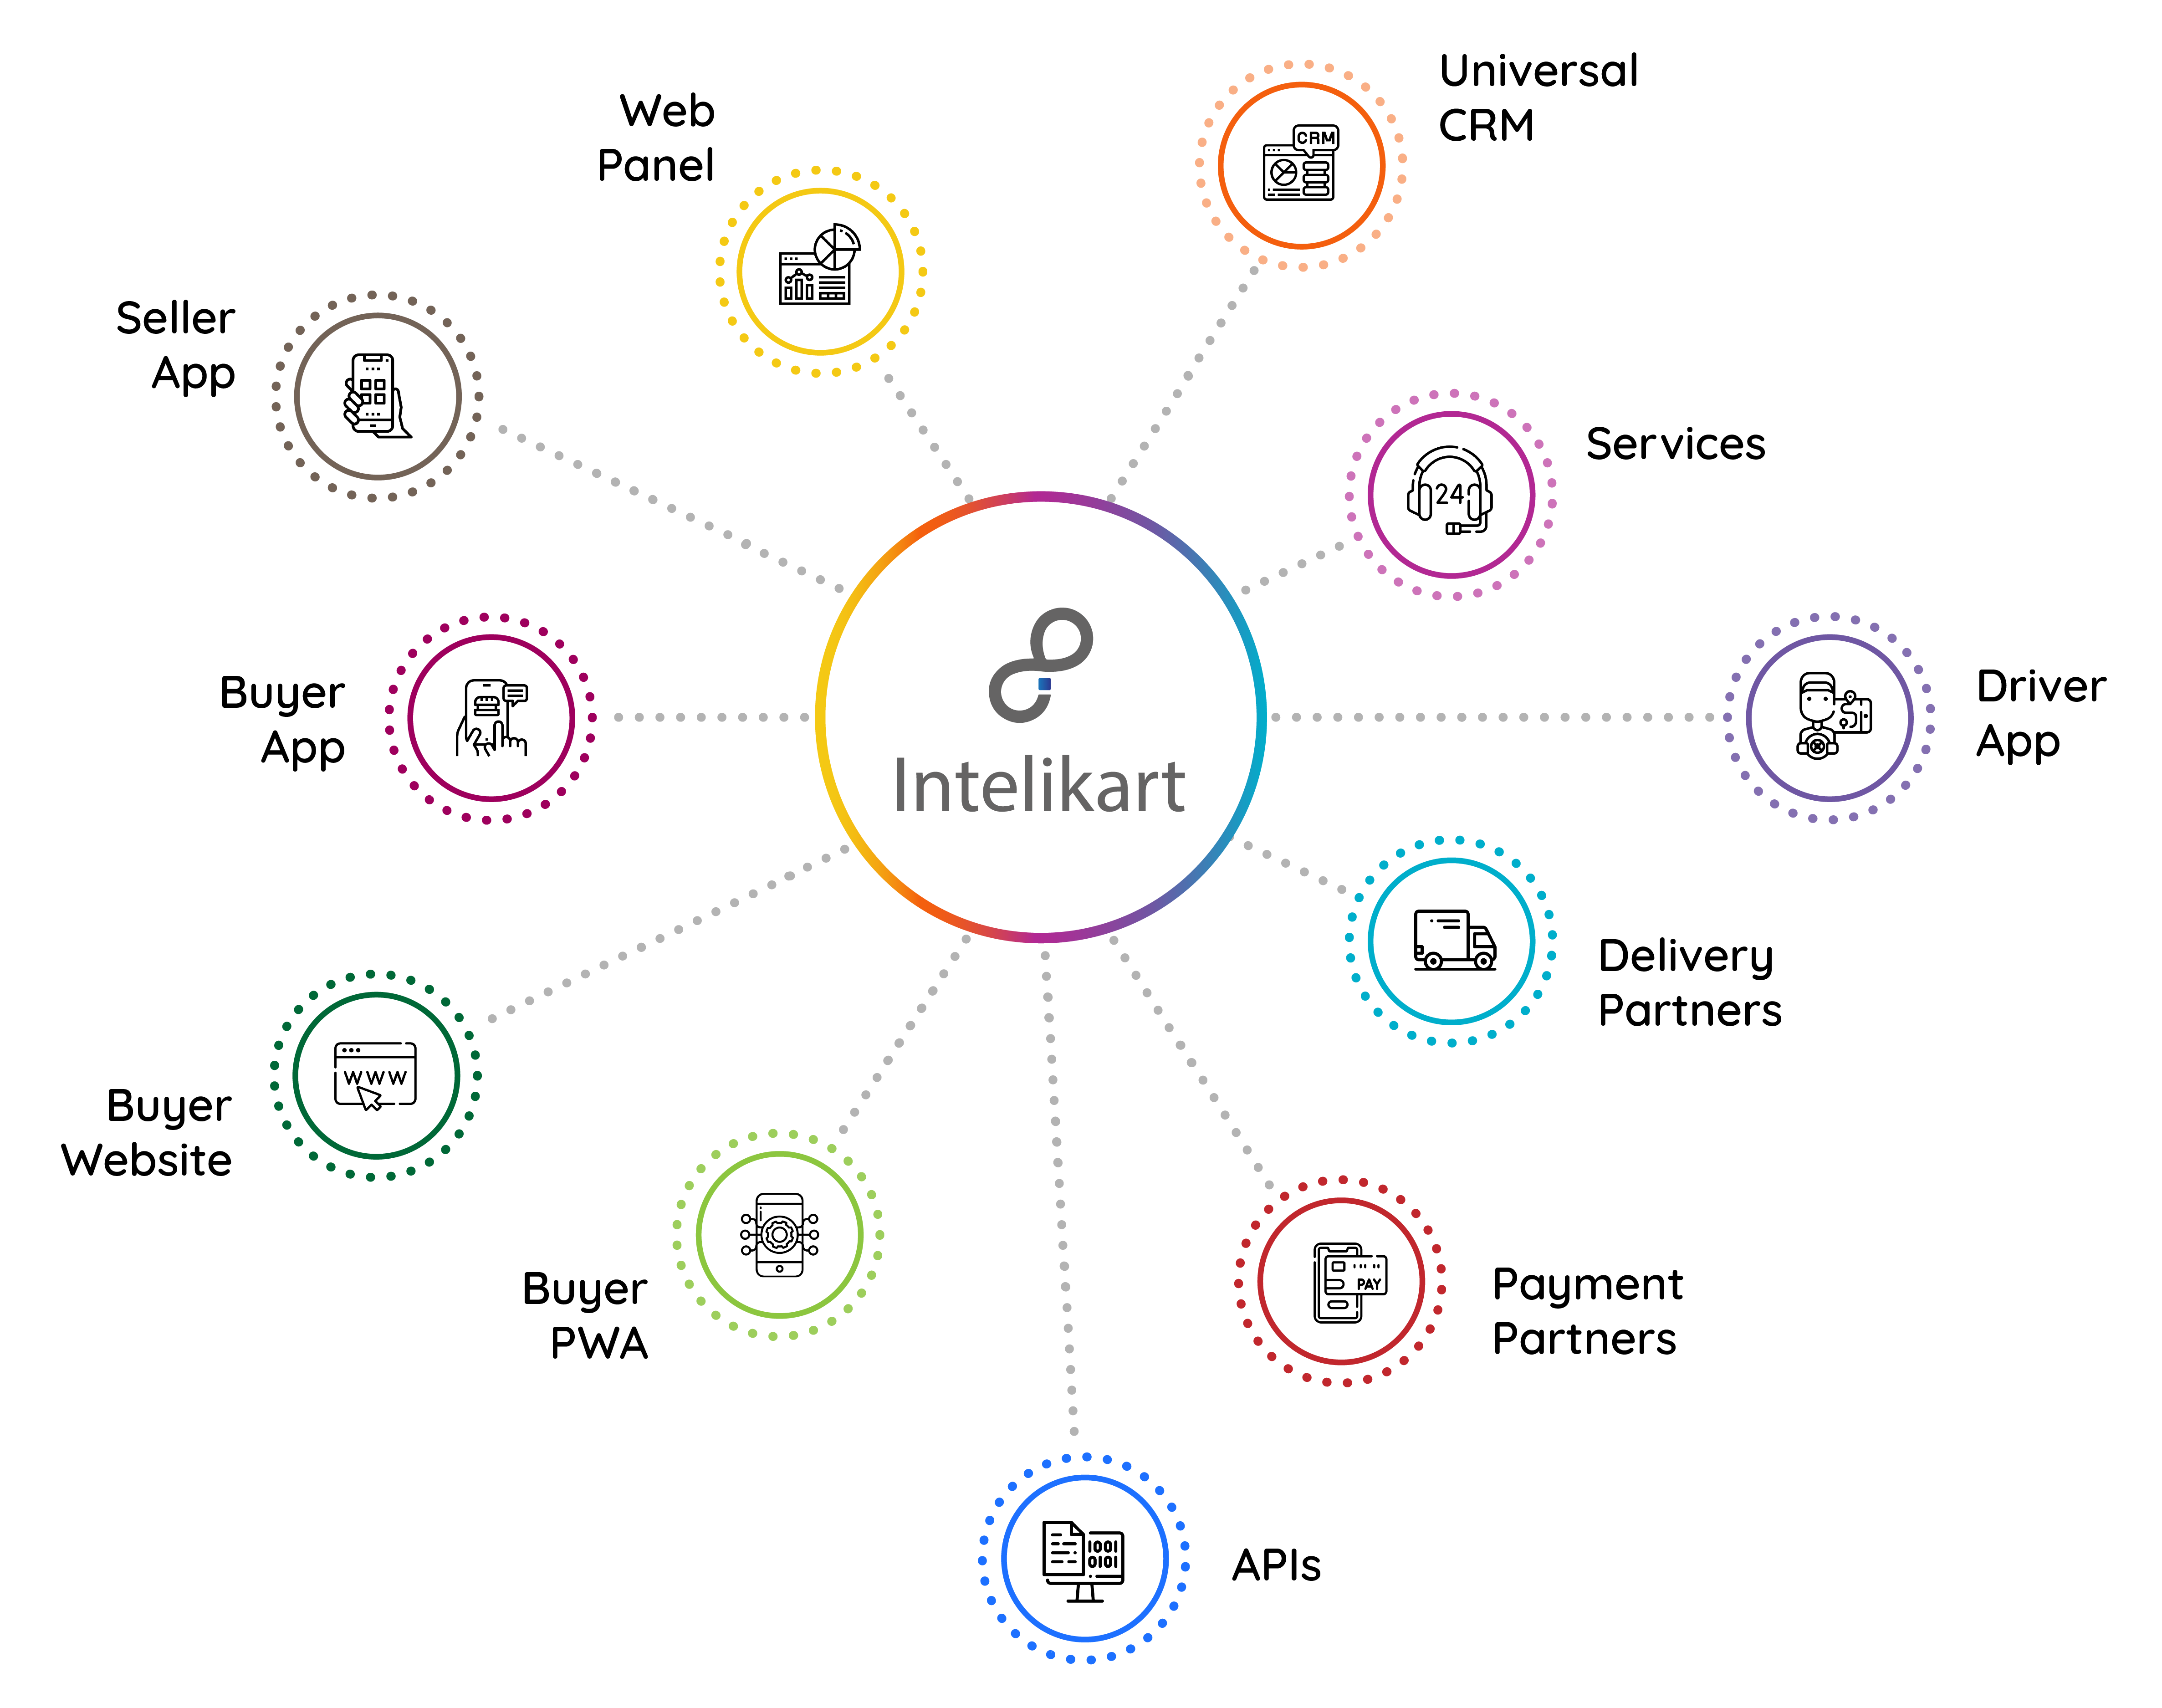 Universal
CRM
CRM
Web
Panel
Seller
App
Services
24
Buyer
App
Intelikart
Driver
App
Delivery
Partners
Buyer
Website
WWW
Buyer
PWA
Payment
Partners
PAY
APIs
1001
0101